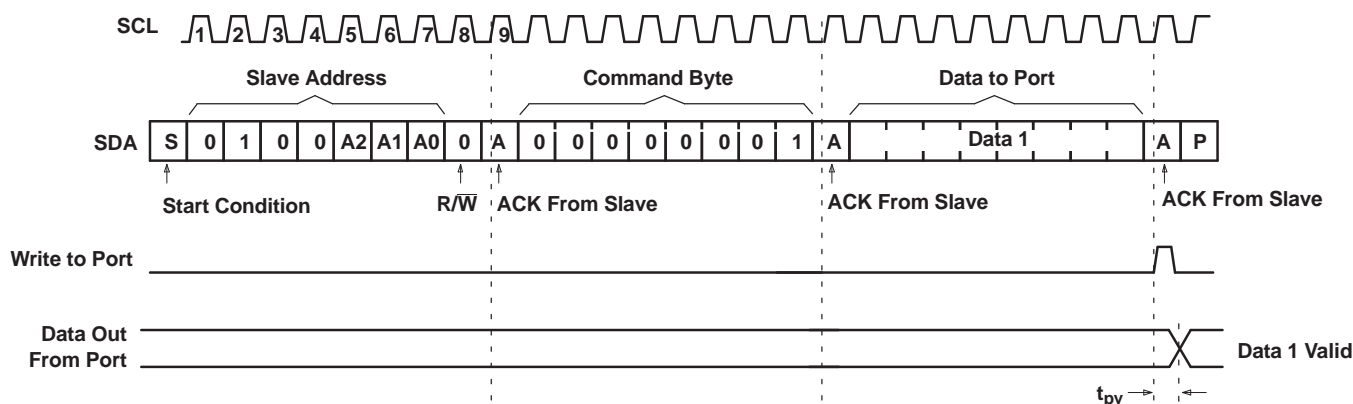 SCL 1 2 3 4 5 6 7 8 9
Slave Address Command Byte Data to Port
SDA S 0 1 0 0 A2 A1 A0 0 A 0 0 0 0 0 0 0 1 A Data 1 A P
Start Condition R/W̅ ACK From Slave ACK From Slave ACK From Slave
Write to Port
Data Out
From Port
Data 1 Valid
tpv